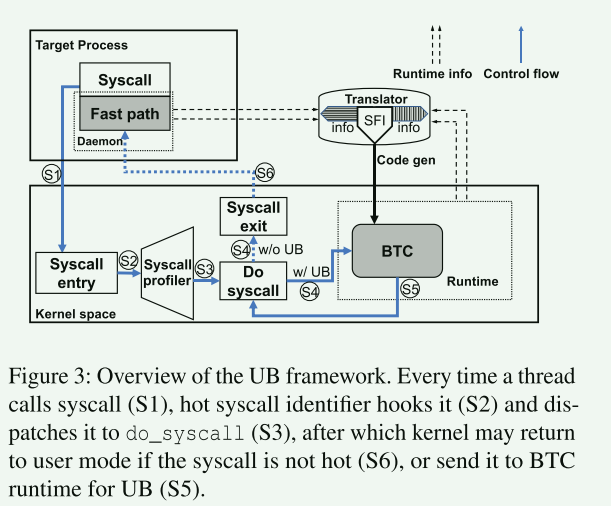 Target Process
Syscall
Fast path
Daemon
Runtime info
Control flow
Translator
info
SFI
info
Code gen
S1
S6
Syscall
exit
S4
w/o UB
Syscall
entry
S2
Syscall
profiler
S3
Do
syscall
w/ UB
S4
BTC
S5
Runtime
Kernel space
Figure 3: Overview of the UB framework. Every time a thread
calls syscall (S1), hot syscall identifier hooks it (S2) and dis-
patches it to do_syscall (S3), after which kernel may return
to user mode if the syscall is not hot (S6), or send it to BTC
runtime for UB (S5).